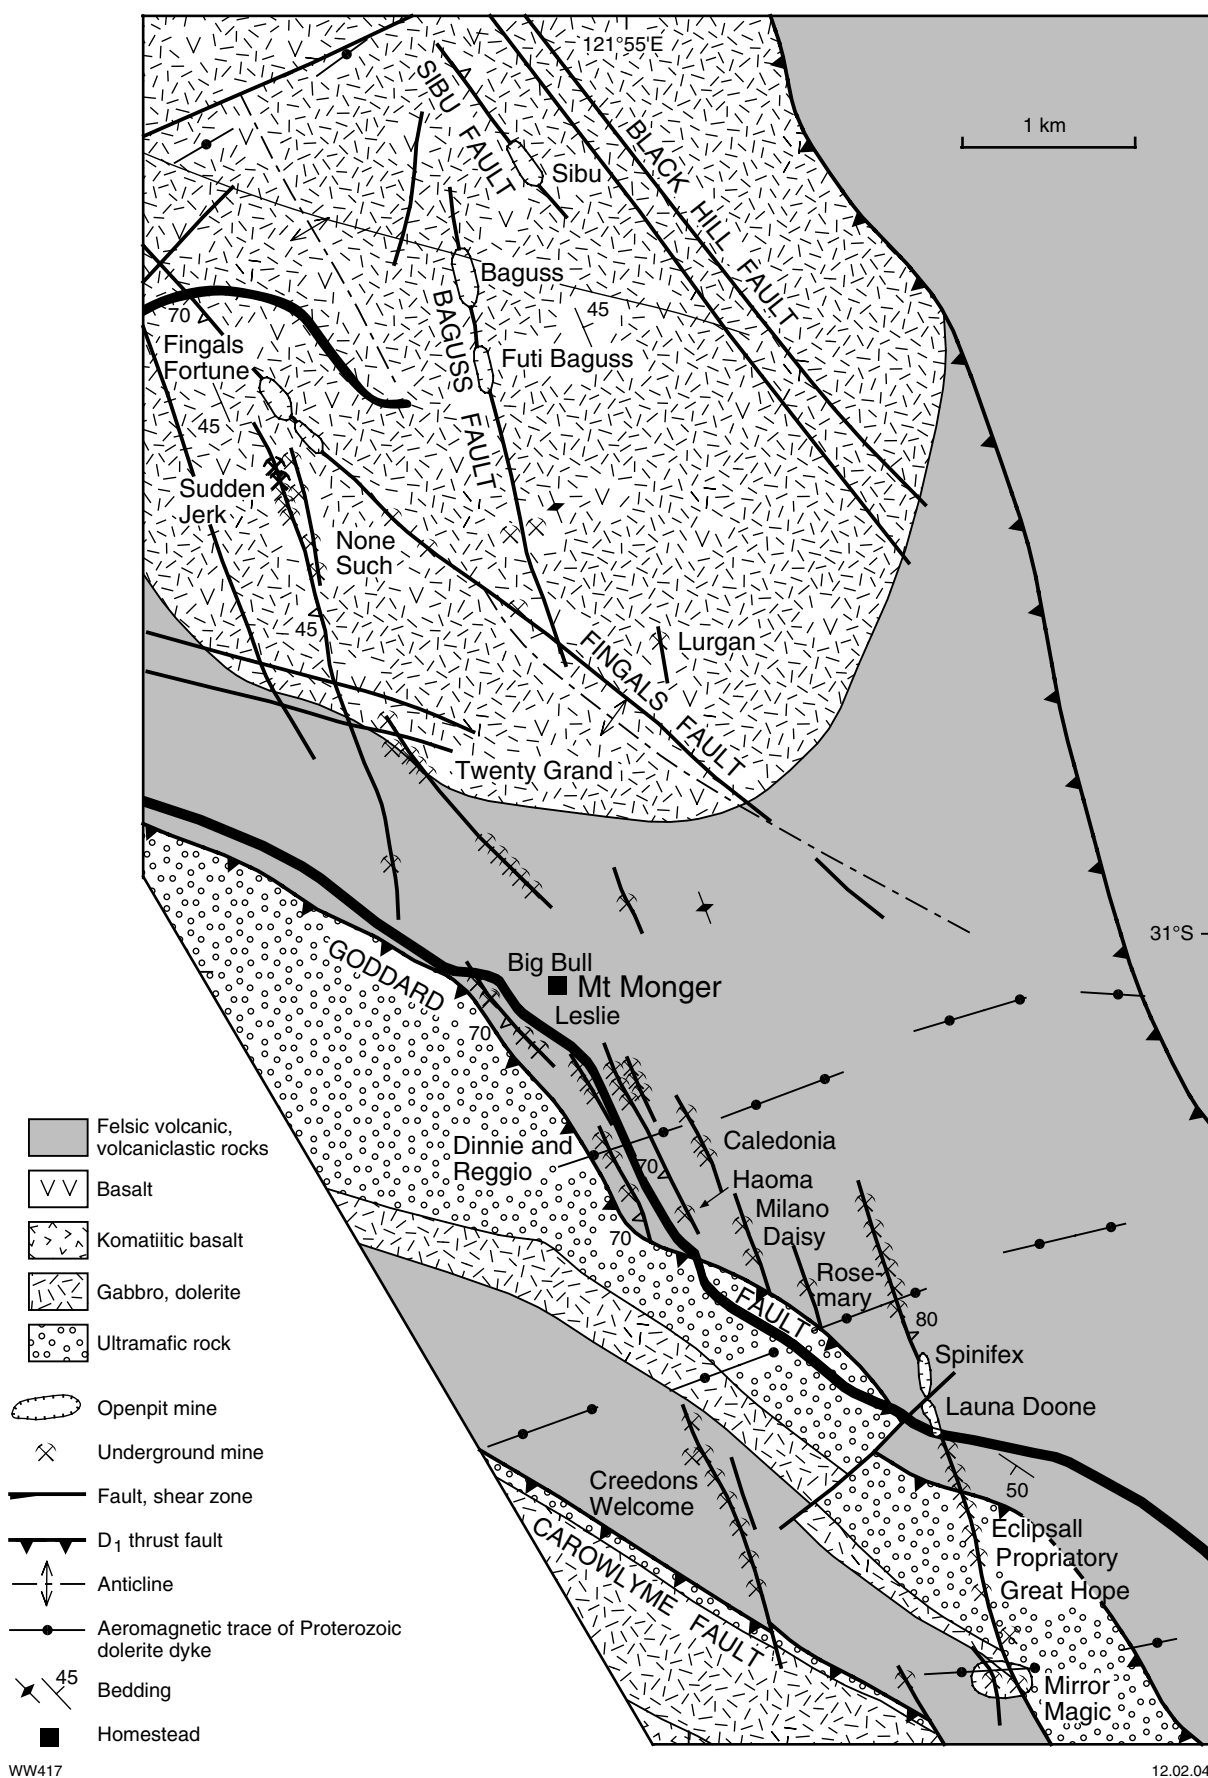 121°55'E
1 km
SIBU FAULT
BLACK HILL FAULT
Sibu
Baguss
45
BAGUSS FAULT
70
Fingals
Fortune
Futi Baguss
45
Sudden
Jerk
None
Such
45
FINGALS FAULT
Lurgan
Twenty Grand
31°S
GODDARD
Big Bull
Mt Monger
Leslie
70
Dinnie and
Reggio
Caledonia
70
Haoma
Milano
Daisy
70
Rose-
mary
FAULT
80
Spinifex
Launa Doone
Creedons
Welcome
50
Eclipsall
Propriatory
Great Hope
CAROWLYME FAULT
Mirror
Magic
Felsic volcanic,
volcaniclastic rocks
V V Basalt
Komatiitic basalt
Gabbro, dolerite
Ultramafic rock
Openpit mine
Underground mine
Fault, shear zone
D1 thrust fault
Anticline
Aeromagnetic trace of Proterozoic
dolerite dyke
45
Bedding
Homestead
WW417
12.02.04